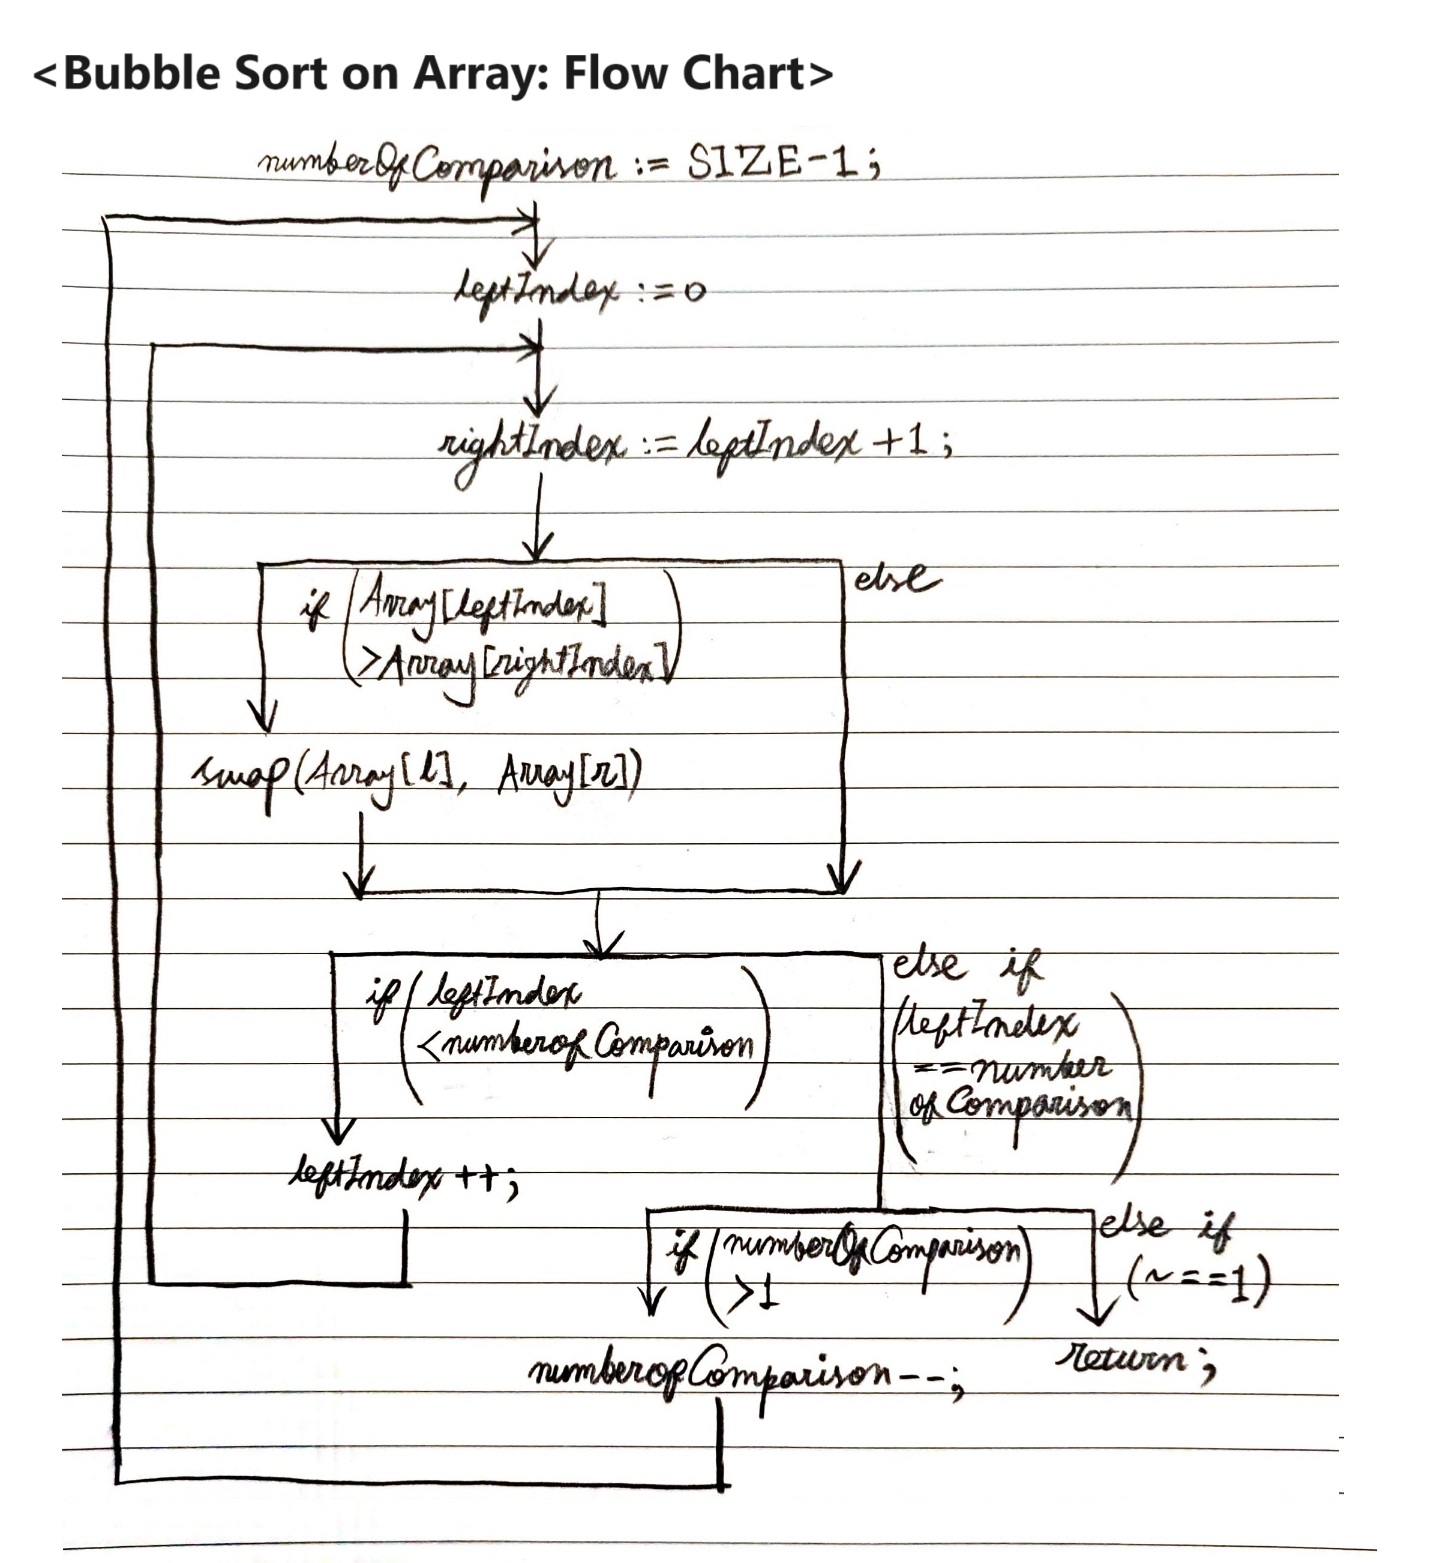 <Bubble Sort on Array: Flow Chart>
numberOfComparison := SIZE-1;
leftIndex :=0
rightIndex := leftIndex +1 ;
if (Array[leftIndex]
>Array[rightIndex])
else
swap(Array[l], Array[r])
if (leftIndex
<numberofComparison)
else if
(leftIndex
==number
ofComparison)
leftIndex ++;
if (numberOfComparison
>1)
else if
(~==1)
numberofComparison--;
return;